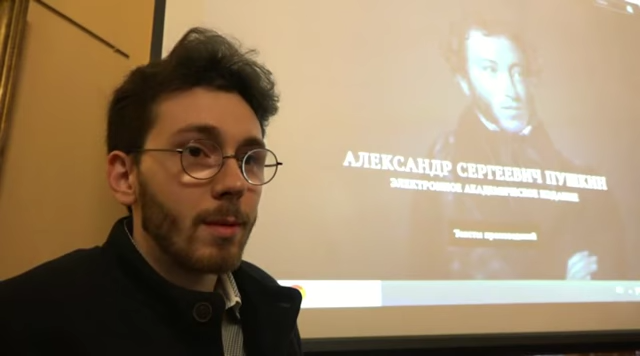 АЛЕКСАНДР СЕРГЕЕВИЧ ПУШКИН
ЭЛЕКТРОННОЕ АКАДЕМИЧЕСКОЕ ИЗДАНИЕ
Тексты произведений